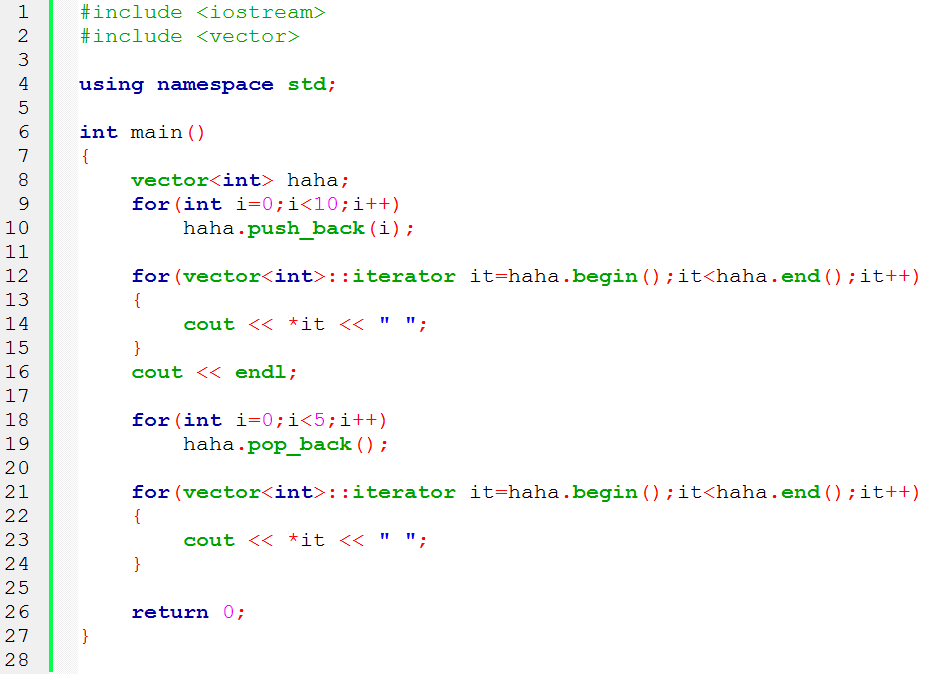 1 #include <iostream>
2 #include <vector>
3
4 using namespace std;
5
6 int main()
7 {
8     vector<int> haha;
9     for(int i=0;i<10;i++)
10         haha.push_back(i);
11
12     for(vector<int>::iterator it=haha.begin();it<haha.end();it++)
13     {
14         cout << *it << " ";
15     }
16     cout << endl;
17
18     for(int i=0;i<5;i++)
19         haha.pop_back();
20
21     for(vector<int>::iterator it=haha.begin();it<haha.end();it++)
22     {
23         cout << *it << " ";
24     }
25
26     return 0;
27 }
28